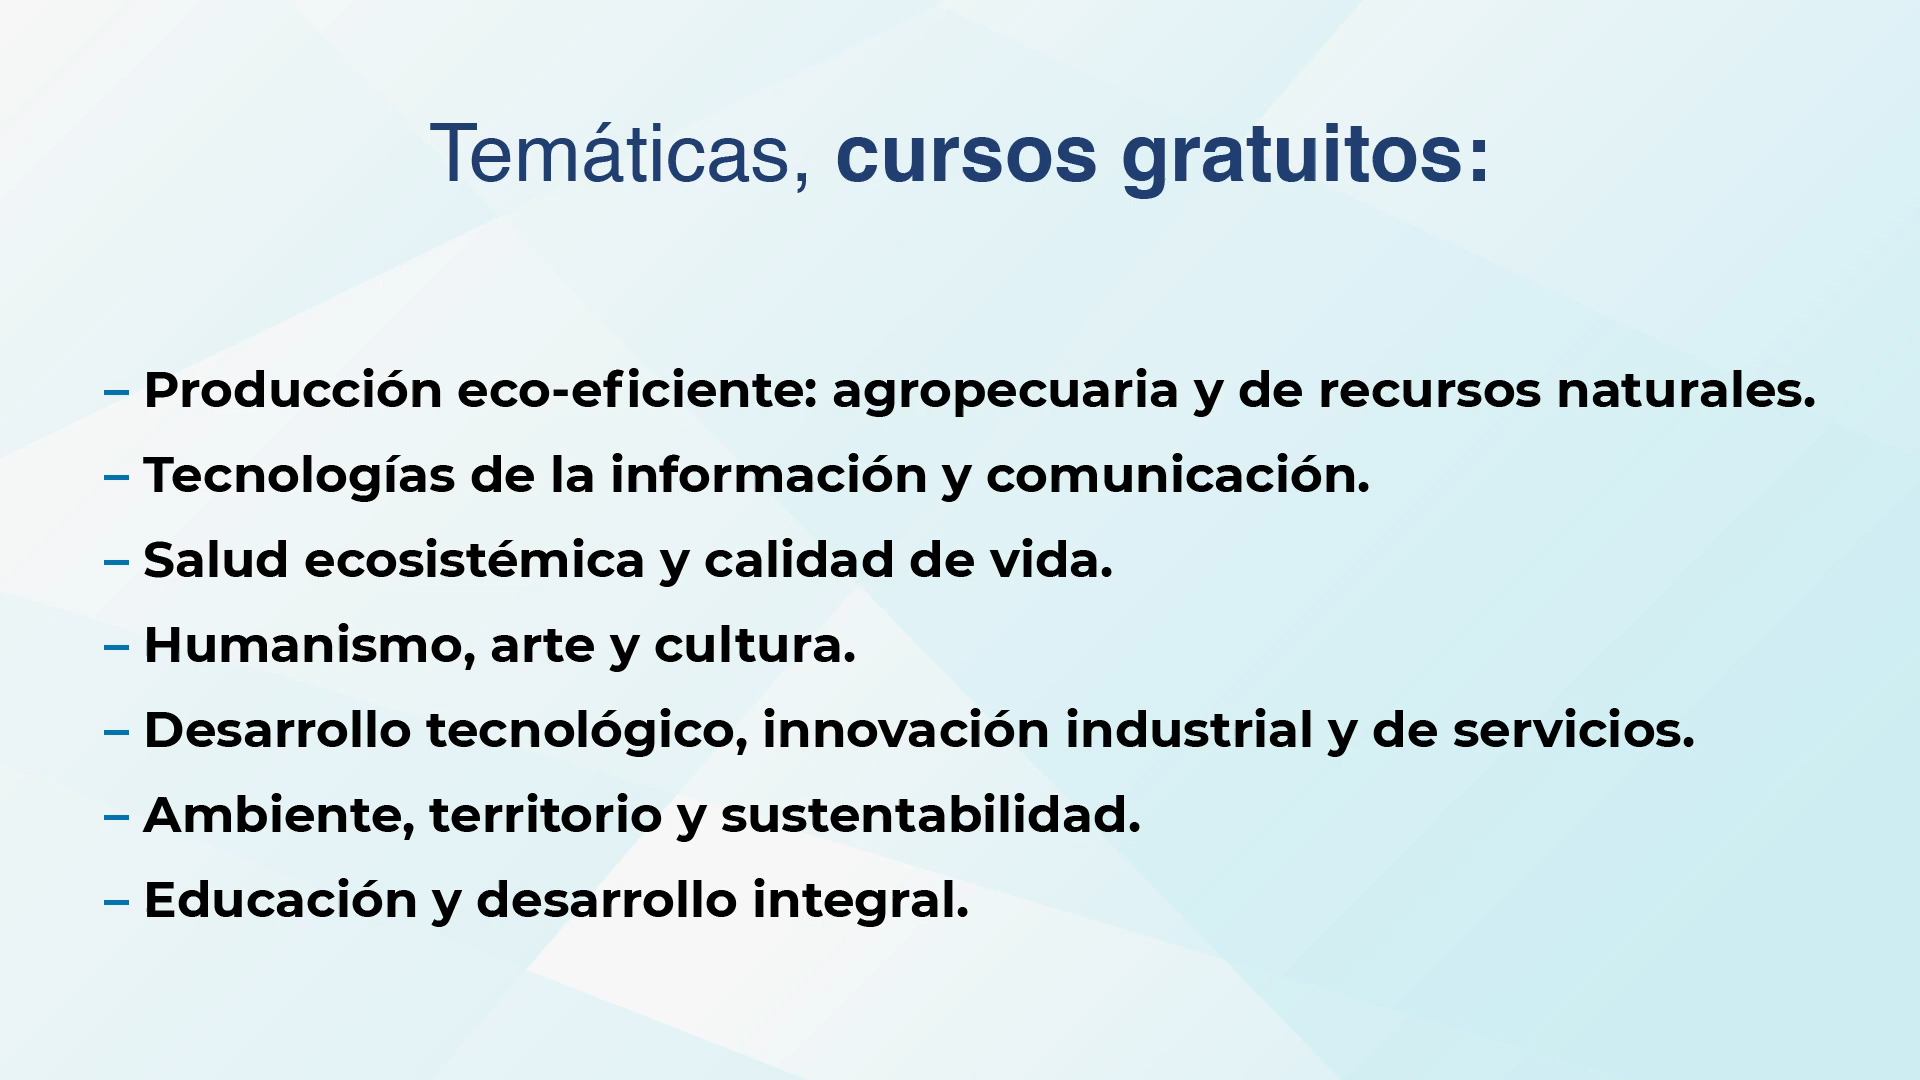 Temáticas, cursos gratuitos:
– Producción eco-eficiente: agropecuaria y de recursos naturales.
– Tecnologías de la información y comunicación.
– Salud ecosistémica y calidad de vida.
– Humanismo, arte y cultura.
– Desarrollo tecnológico, innovación industrial y de servicios.
– Ambiente, territorio y sustentabilidad.
– Educación y desarrollo integral.